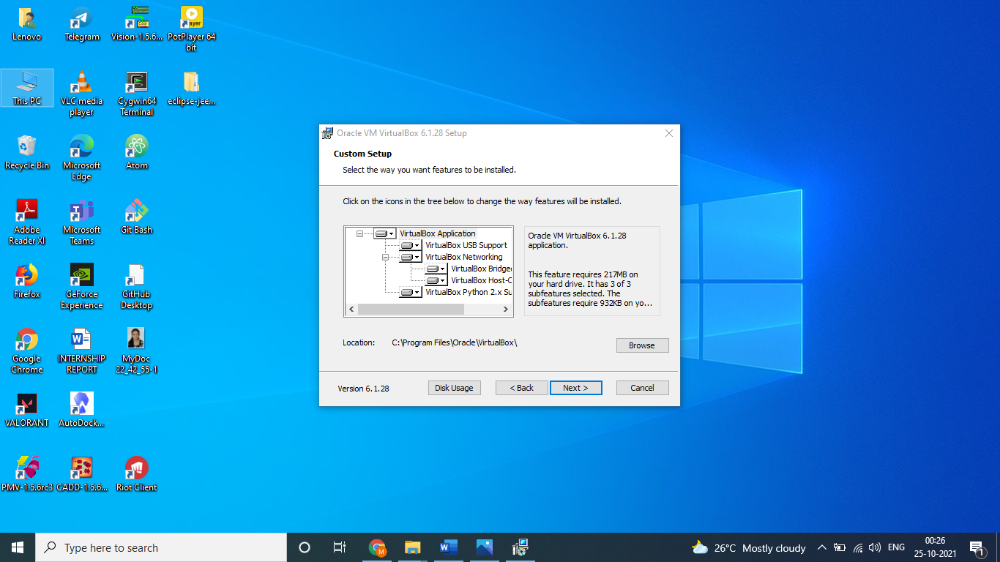 Lenovo
Telegram
Vision-1.5.6...
PotPlayer 64
bit
This PC
VLC media
player
Cygwin64
Terminal
eclipse-jee...
Recycle Bin
Microsoft
Edge
Atom
Adobe
Reader XI
Microsoft
Teams
Git Bash
Firefox
GeForce
Experience
GitHub
Desktop
Google
Chrome
INTERNSHIP
REPORT
MyDoc
22_42_55-1
VALORANT
AutoDock...
PMV-1.5.6rc3
CADD-1.5.6...
Riot Client
Oracle VM VirtualBox 6.1.28 Setup
Custom Setup
Select the way you want features to be installed.
Click on the icons in the tree below to change the way features will be installed.
VirtualBox Application
VirtualBox USB Support
VirtualBox Networking
VirtualBox Bridge
VirtualBox Host-C
VirtualBox Python 2.x Su
Oracle VM VirtualBox 6.1.28
application.
This feature requires 217MB on
your hard drive. It has 3 of 3
subfeatures selected. The
subfeatures require 932KB on yo...
Location: C:\Program Files\Oracle\VirtualBox\
Browse
Version 6.1.28
Disk Usage
< Back
Next >
Cancel
Type here to search
26°C Mostly cloudy
ENG
00:26
25-10-2021
1